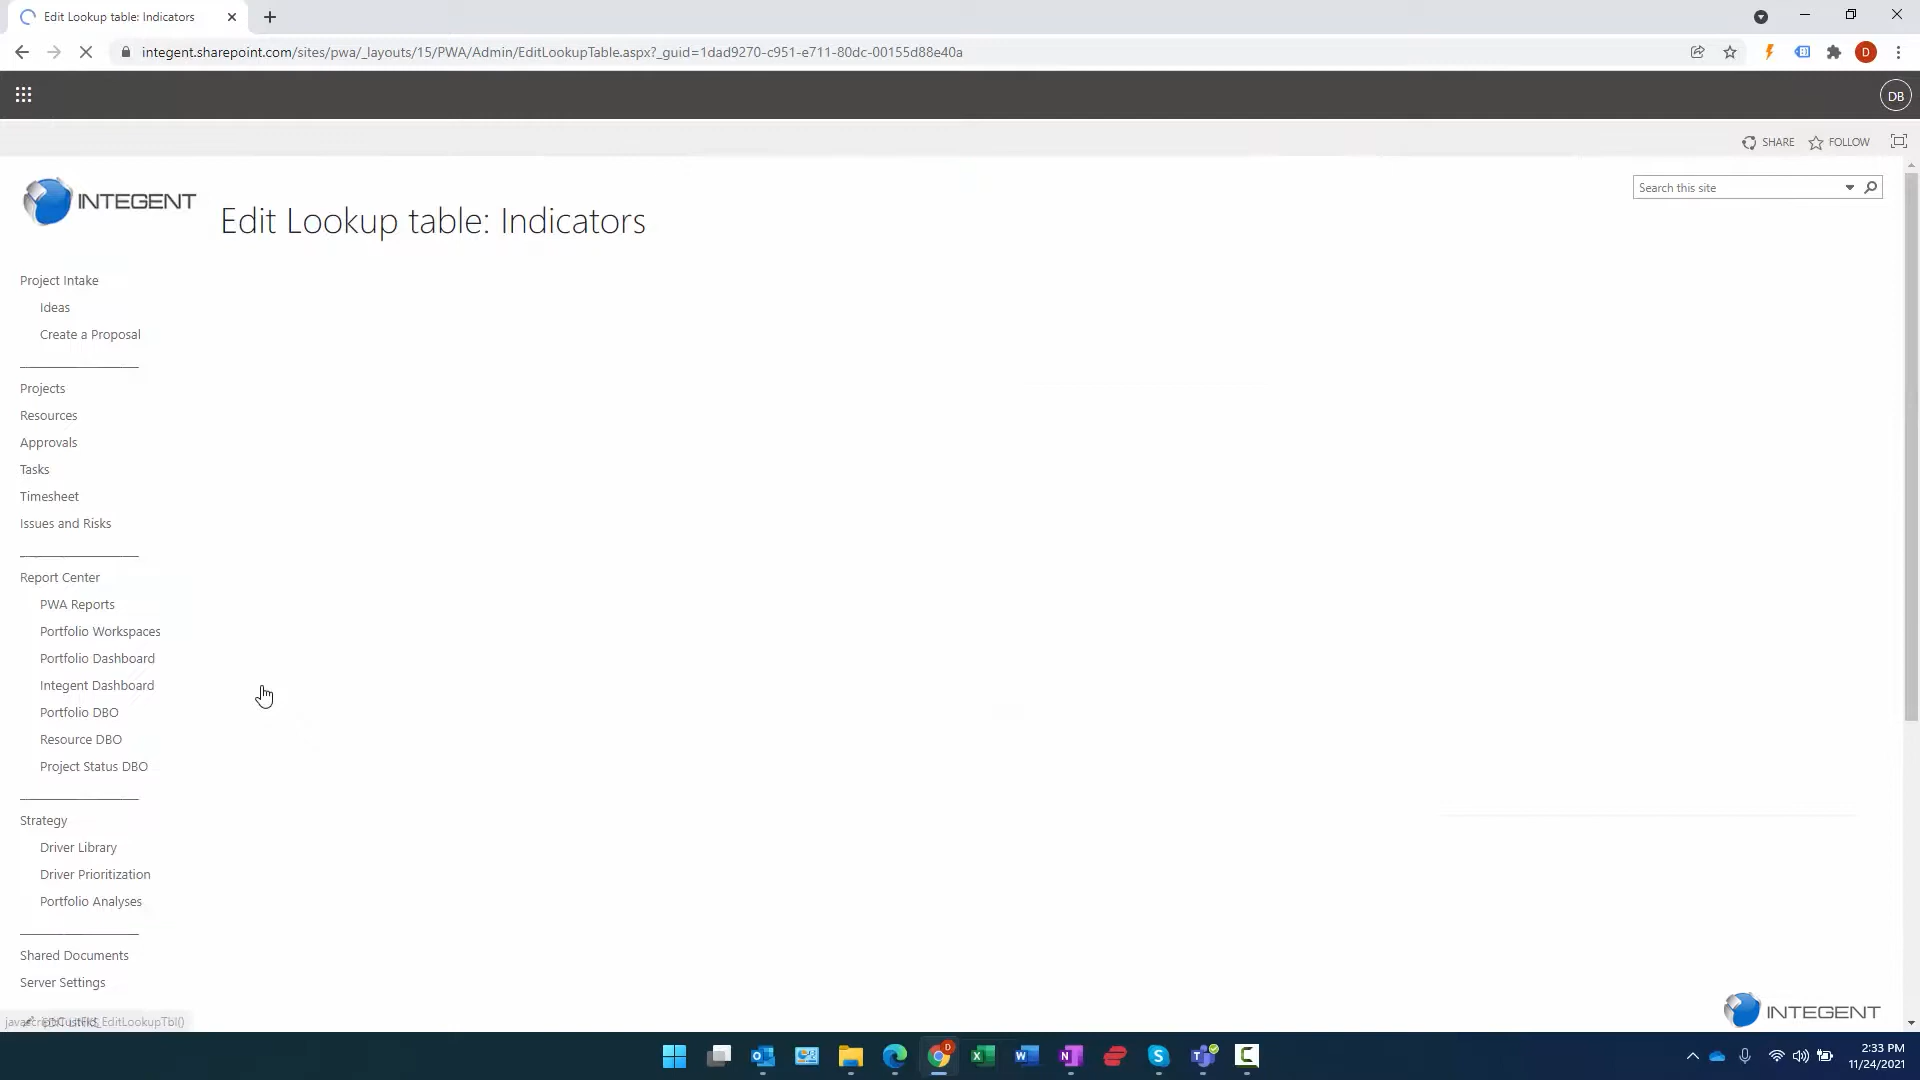 Edit Lookup table: Indicators
integent.sharepoint.com/sites/pwa/_layouts/15/PWA/Admin/EditLookupTable.aspx?_guid=1dad9270-c951-e711-80dc-00155d88e40a
D
DB
SHARE FOLLOW
INTEGENT
Edit Lookup table: Indicators
Search this site
Project Intake
Ideas
Create a Proposal
Projects
Resources
Approvals
Tasks
Timesheet
Issues and Risks
Report Center
PWA Reports
Portfolio Workspaces
Portfolio Dashboard
Integent Dashboard
Portfolio DBO
Resource DBO
Project Status DBO
Strategy
Driver Library
Driver Prioritization
Portfolio Analyses
Shared Documents
Server Settings
EDIT LINKS
EditLookupTbl()
INTEGENT
2:33 PM
11/24/2021